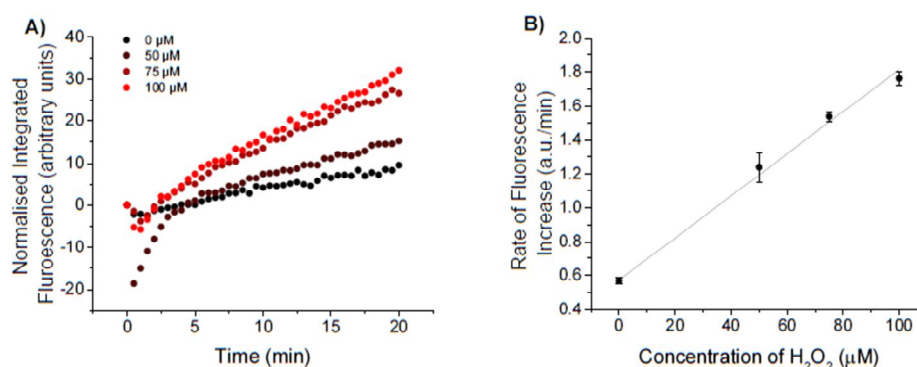 A)
Normalised Integrated
Fluroescence (arbitrary units)
30
20
10
0
-10
-20
0 μM
50 μM
75 μM
100 μM
0
5
10
15
20
Time (min)
B)
Rate of Fluorescence
Increase (a.u./min)
2.0
1.8
1.6
1.4
1.2
1.0
0.8
0.6
0.4
0
20
40
60
80
100
Concentration of H₂O₂ (μM)